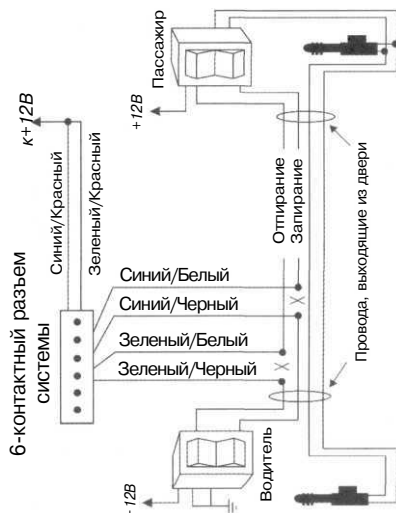 6-контактный разъем
системы
к+12В
Синий/Красный
Зеленый/Красный
Синий/Белый
Синий/Черный
Зеленый/Белый
Зеленый/Черный
Пассажир
+12В
Отпирание
Запирание
Провода, выходящие из двери
Водитель
- 12В